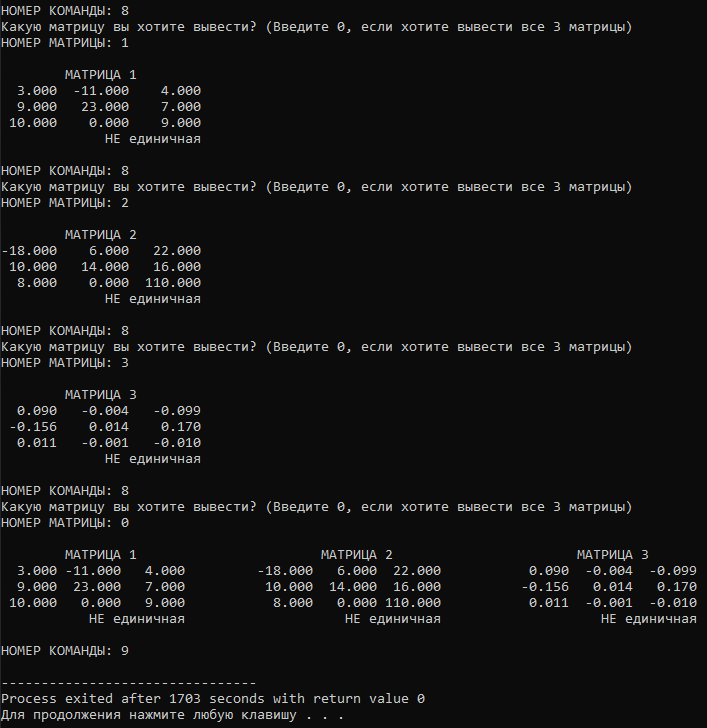 НОМЕР КОМАНДЫ: 8
Какую матрицу вы хотите вывести? (Введите 0, если хотите вывести все 3 матрицы)
НОМЕР МАТРИЦЫ: 1
МАТРИЦА 1
3.000 -11.000 4.000
9.000 23.000 7.000
10.000 0.000 9.000
НЕ единичная
НОМЕР КОМАНДЫ: 8
Какую матрицу вы хотите вывести? (Введите 0, если хотите вывести все 3 матрицы)
НОМЕР МАТРИЦЫ: 2
МАТРИЦА 2
-18.000 6.000 22.000
10.000 14.000 16.000
8.000 0.000 110.000
НЕ единичная
НОМЕР КОМАНДЫ: 8
Какую матрицу вы хотите вывести? (Введите 0, если хотите вывести все 3 матрицы)
НОМЕР МАТРИЦЫ: 3
МАТРИЦА 3
0.090 -0.004 -0.099
-0.156 0.014 0.170
0.011 -0.001 -0.010
НЕ единичная
НОМЕР КОМАНДЫ: 8
Какую матрицу вы хотите вывести? (Введите 0, если хотите вывести все 3 матрицы)
НОМЕР МАТРИЦЫ: 0
МАТРИЦА 1 МАТРИЦА 2 МАТРИЦА 3
3.000 -11.000 4.000 -18.000 6.000 22.000 0.090 -0.004 -0.099
9.000 23.000 7.000 10.000 14.000 16.000 -0.156 0.014 0.170
10.000 0.000 9.000 8.000 0.000 110.000 0.011 -0.001 -0.010
НЕ единичная НЕ единичная НЕ единичная
НОМЕР КОМАНДЫ: 9
--------------------------------
Process exited after 1703 seconds with return value 0
Для продолжения нажмите любую клавишу . . .